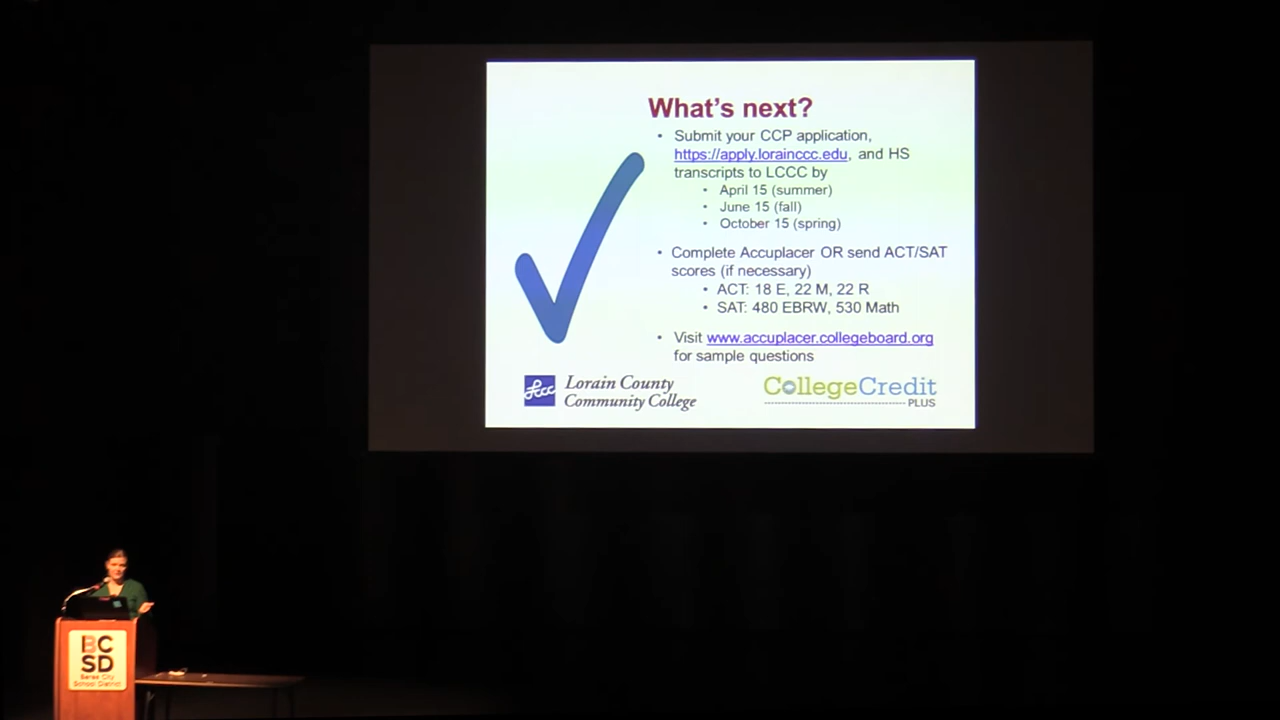 What's next?
• Submit your CCP application,
https://apply.lorainccc.edu, and HS
transcripts to LCCC by
• April 15 (summer)
• June 15 (fall)
• October 15 (spring)
• Complete Accuplacer OR send ACT/SAT
scores (if necessary)
• ACT: 18 E, 22 M, 22 R
• SAT: 480 EBRW, 530 Math
• Visit www.accuplacer.collegeboard.org
for sample questions
lccc
Lorain County
Community College
CollegeCredit
PLUS
BC
SD
Berea City
School District